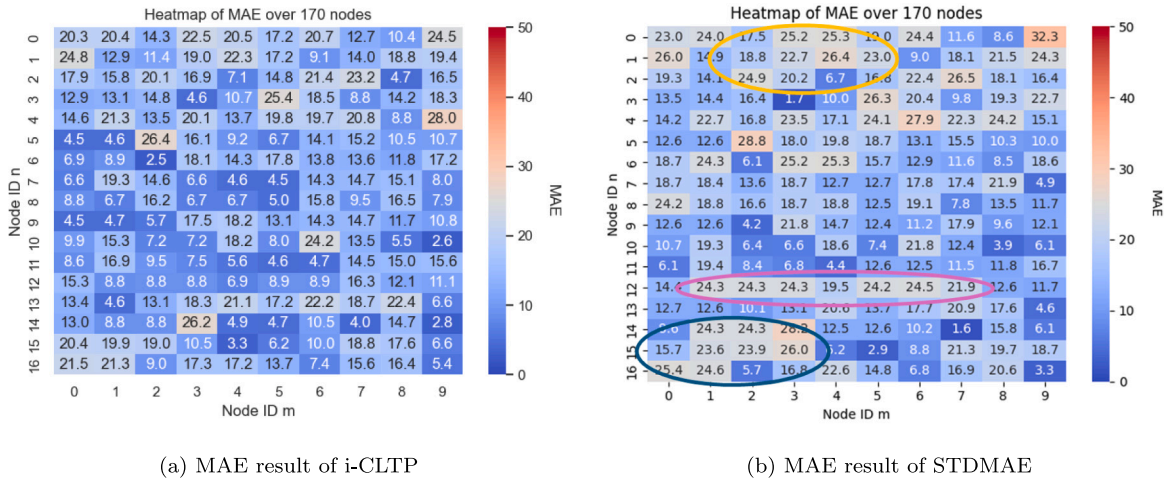 Heatmap of MAE over 170 nodes
0 20.3 20.4 14.3 22.5 20.5 17.2 20.7 12.7 10.4 24.5
1 24.8 12.9 11.4 19.0 22.3 17.2 9.1 14.0 18.8 19.4
2 17.9 15.8 20.1 16.9 7.1 14.8 21.4 23.2 4.7 16.5
3 12.9 13.1 14.8 4.6 10.7 25.4 18.5 8.8 14.2 18.3
4 14.6 21.3 13.5 20.1 13.7 19.8 19.7 20.8 8.8 28.0
5 4.5 4.6 26.4 16.1 9.2 6.7 14.1 15.2 10.5 10.7
6 6.9 8.9 2.5 18.1 14.3 17.8 13.8 13.6 11.8 17.2
7 6.6 19.3 14.6 6.6 4.6 4.5 14.3 14.7 15.1 8.0
8 8.8 6.7 16.2 6.7 6.7 5.0 15.8 9.5 16.5 7.9
9 4.5 4.7 5.7 17.5 18.2 13.1 14.3 14.7 11.7 10.8
10 9.9 15.3 7.2 7.2 18.2 8.0 24.2 13.5 5.5 2.6
11 8.6 16.9 9.5 7.5 5.6 4.6 4.7 14.5 15.0 15.6
12 15.3 8.8 8.8 8.8 6.9 8.9 8.9 16.3 12.1 11.1
13 13.4 4.6 13.1 18.3 21.1 17.2 22.2 18.7 22.4 6.6
14 13.0 8.8 8.8 26.2 4.9 4.7 10.5 4.0 14.7 2.8
15 20.4 19.9 19.0 10.5 3.3 6.2 10.0 18.8 17.6 6.6
16 21.5 21.3 9.0 17.3 17.2 13.7 7.4 15.6 16.4 5.4
0 1 2 3 4 5 6 7 8 9
Node ID m
Node ID n
50
40
30
20
10
0
MAE
(a) MAE result of i-CLTP
Heatmap of MAE over 170 nodes
0 23.0 24.0 17.5 25.2 25.3 19.0 24.4 11.6 8.6 32.3
1 26.0 14.9 18.8 22.7 26.4 23.0 9.0 18.1 21.5 24.3
2 19.3 14.1 24.9 20.2 6.7 22.4 26.5 18.1 16.4
3 13.5 14.4 16.4 1.7 10.0 26.3 20.4 9.8 19.3 22.7
4 14.2 22.7 16.8 23.5 17.1 24.1 27.9 22.8 24.2 15.1
5 12.6 12.6 28.8 18.0 19.8 18.7 13.1 15.5 10.3 10.0
6 18.7 24.3 6.1 25.2 25.3 15.7 12.9 11.6 8.5 18.6
7 18.7 18.4 13.6 18.7 12.7 12.7 17.8 17.4 21.9 4.9
8 24.2 18.8 16.6 18.7 18.8 12.5 19.1 7.8 13.5 11.7
9 12.6 12.6 4.2 21.8 14.7 12.4 11.2 17.9 9.6 12.1
10 10.7 19.3 6.4 6.6 18.6 7.4 21.8 12.4 3.9 6.1
11 6.1 19.4 8.4 6.8 4.4 12.6 12.5 11.5 11.8 16.7
12 14.4 24.3 24.3 24.3 19.5 24.2 24.5 21.9 12.6 11.7
13 12.7 12.6 10.1 13.1 20.6 13.7 17.7 20.9 17.6 4.6
14 24.3 24.3 28.2 12.5 12.6 10.2 1.6 15.8 6.1
15 15.7 23.6 23.9 26.0 2.9 8.8 21.3 19.7 18.7
16 25.4 24.6 5.7 16.8 22.6 14.8 6.8 16.9 20.6 3.3
0 1 2 3 4 5 6 7 8 9
Node ID m
Node ID n
50
40
30
20
10
0
MAE
(b) MAE result of STDMAE